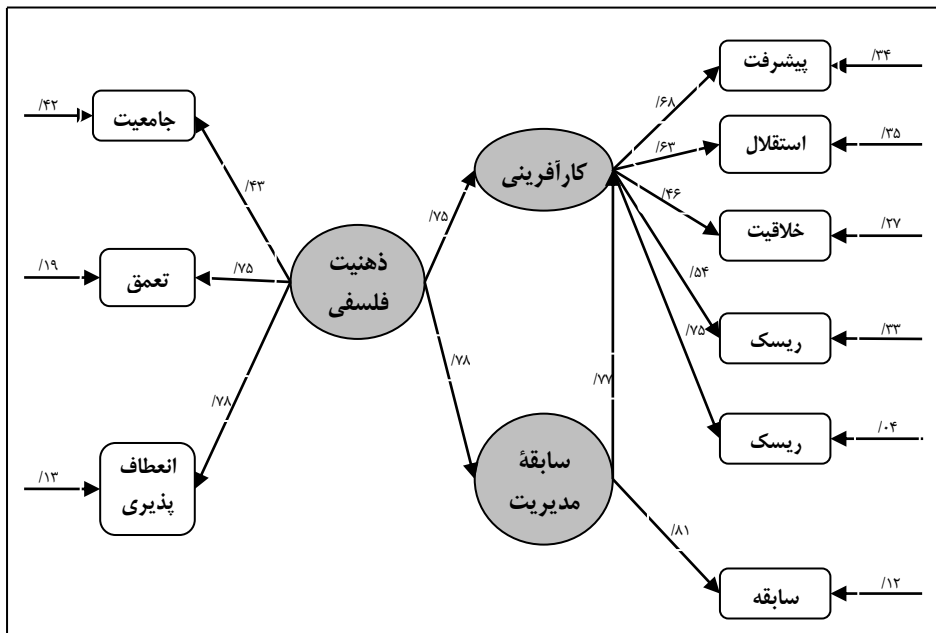 پیشرفت
/۳۴
/۶۸
جامعیت
/۴۲
استقلال
/۳۵
/۶۳
کارآفرینی
/۴۳
/۴۶
خلاقیت
/۲۷
/۷۵
ذهنیت
فلسفی
/۷۵
تعمق
/۱۹
/۵۴
ریسک
/۳۳
/۷۵
/۷۸
/۷۷
/۷۸
ریسک
/۰۴
سابقۀ
مدیریت
انعطاف
پذیری
/۱۳
/۸۱
سابقه
/۱۲